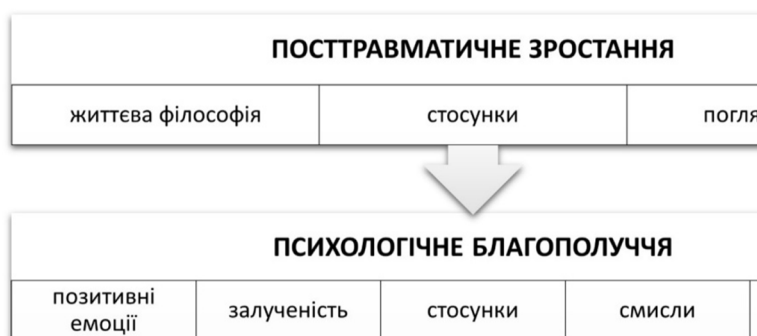 ПОСТТРАВМАТИЧНЕ ЗРОСТАННЯ
життєва філософія стосунки
ПСИХОЛОГІЧНЕ БЛАГОПОЛУЧЧЯ
позитивні
емоції залученість стосунки смисли